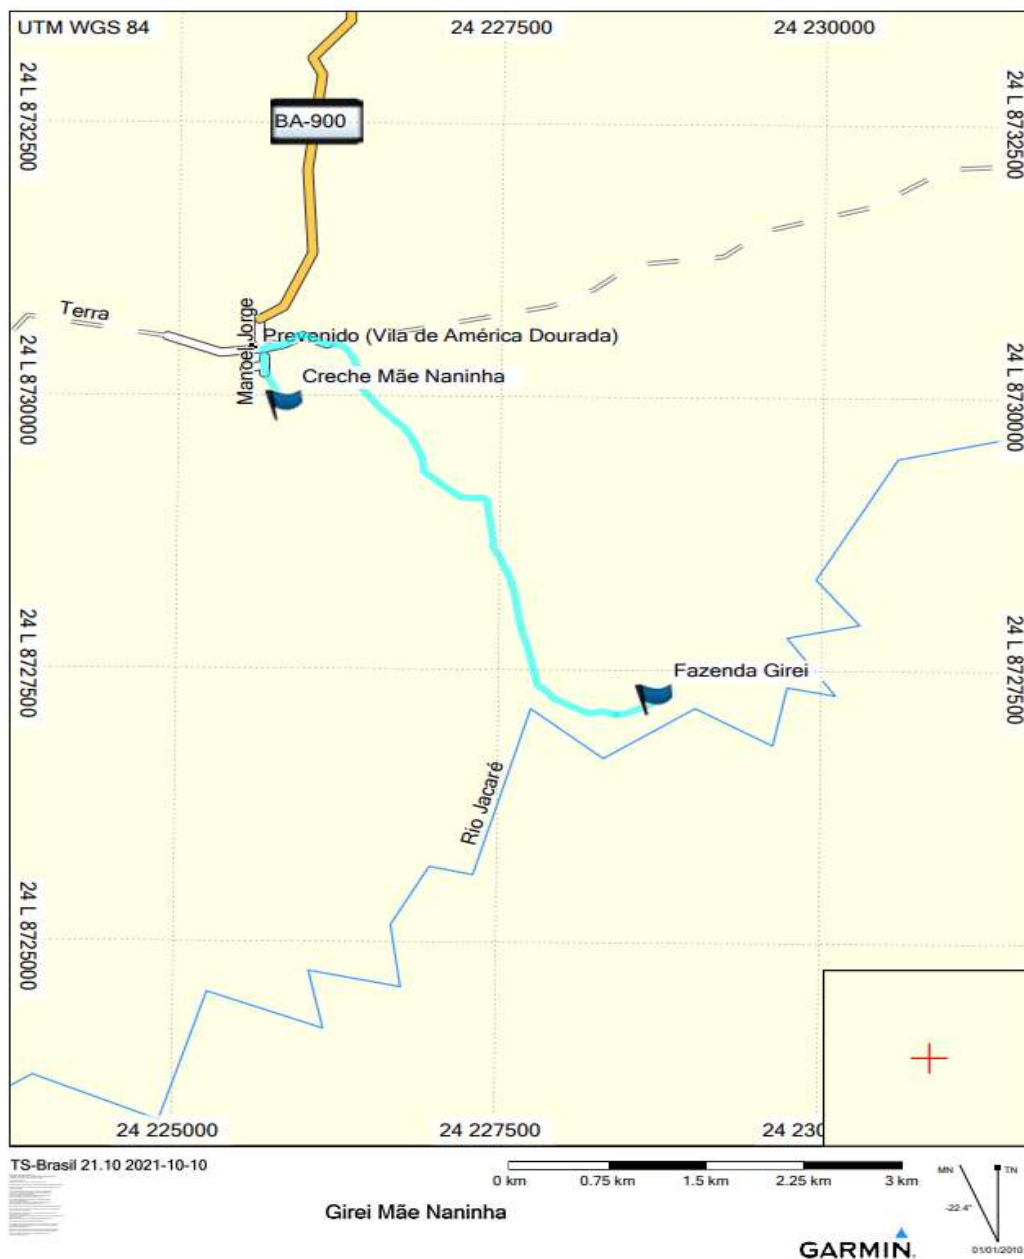 UTM WGS 84
24 227500
24 230000
24 L 8732500
24 L 8732500
BA-900
Terra
Manoel Jorge
Prevenido (Vila de América Dourada)
Creche Mãe Naninha
24 L 8730000
24 L 8730000
24 L 8727500
24 L 8727500
Fazenda Girei
Rio Jacaré
24 L 8725000
24 225000
24 227500
24 230
TS-Brasil 21.10 2021-10-10
0 km
0.75 km
1.5 km
2.25 km
3 km
MN
TN
-22.4°
01/01/2010
Girei Mãe Naninha
GARMIN